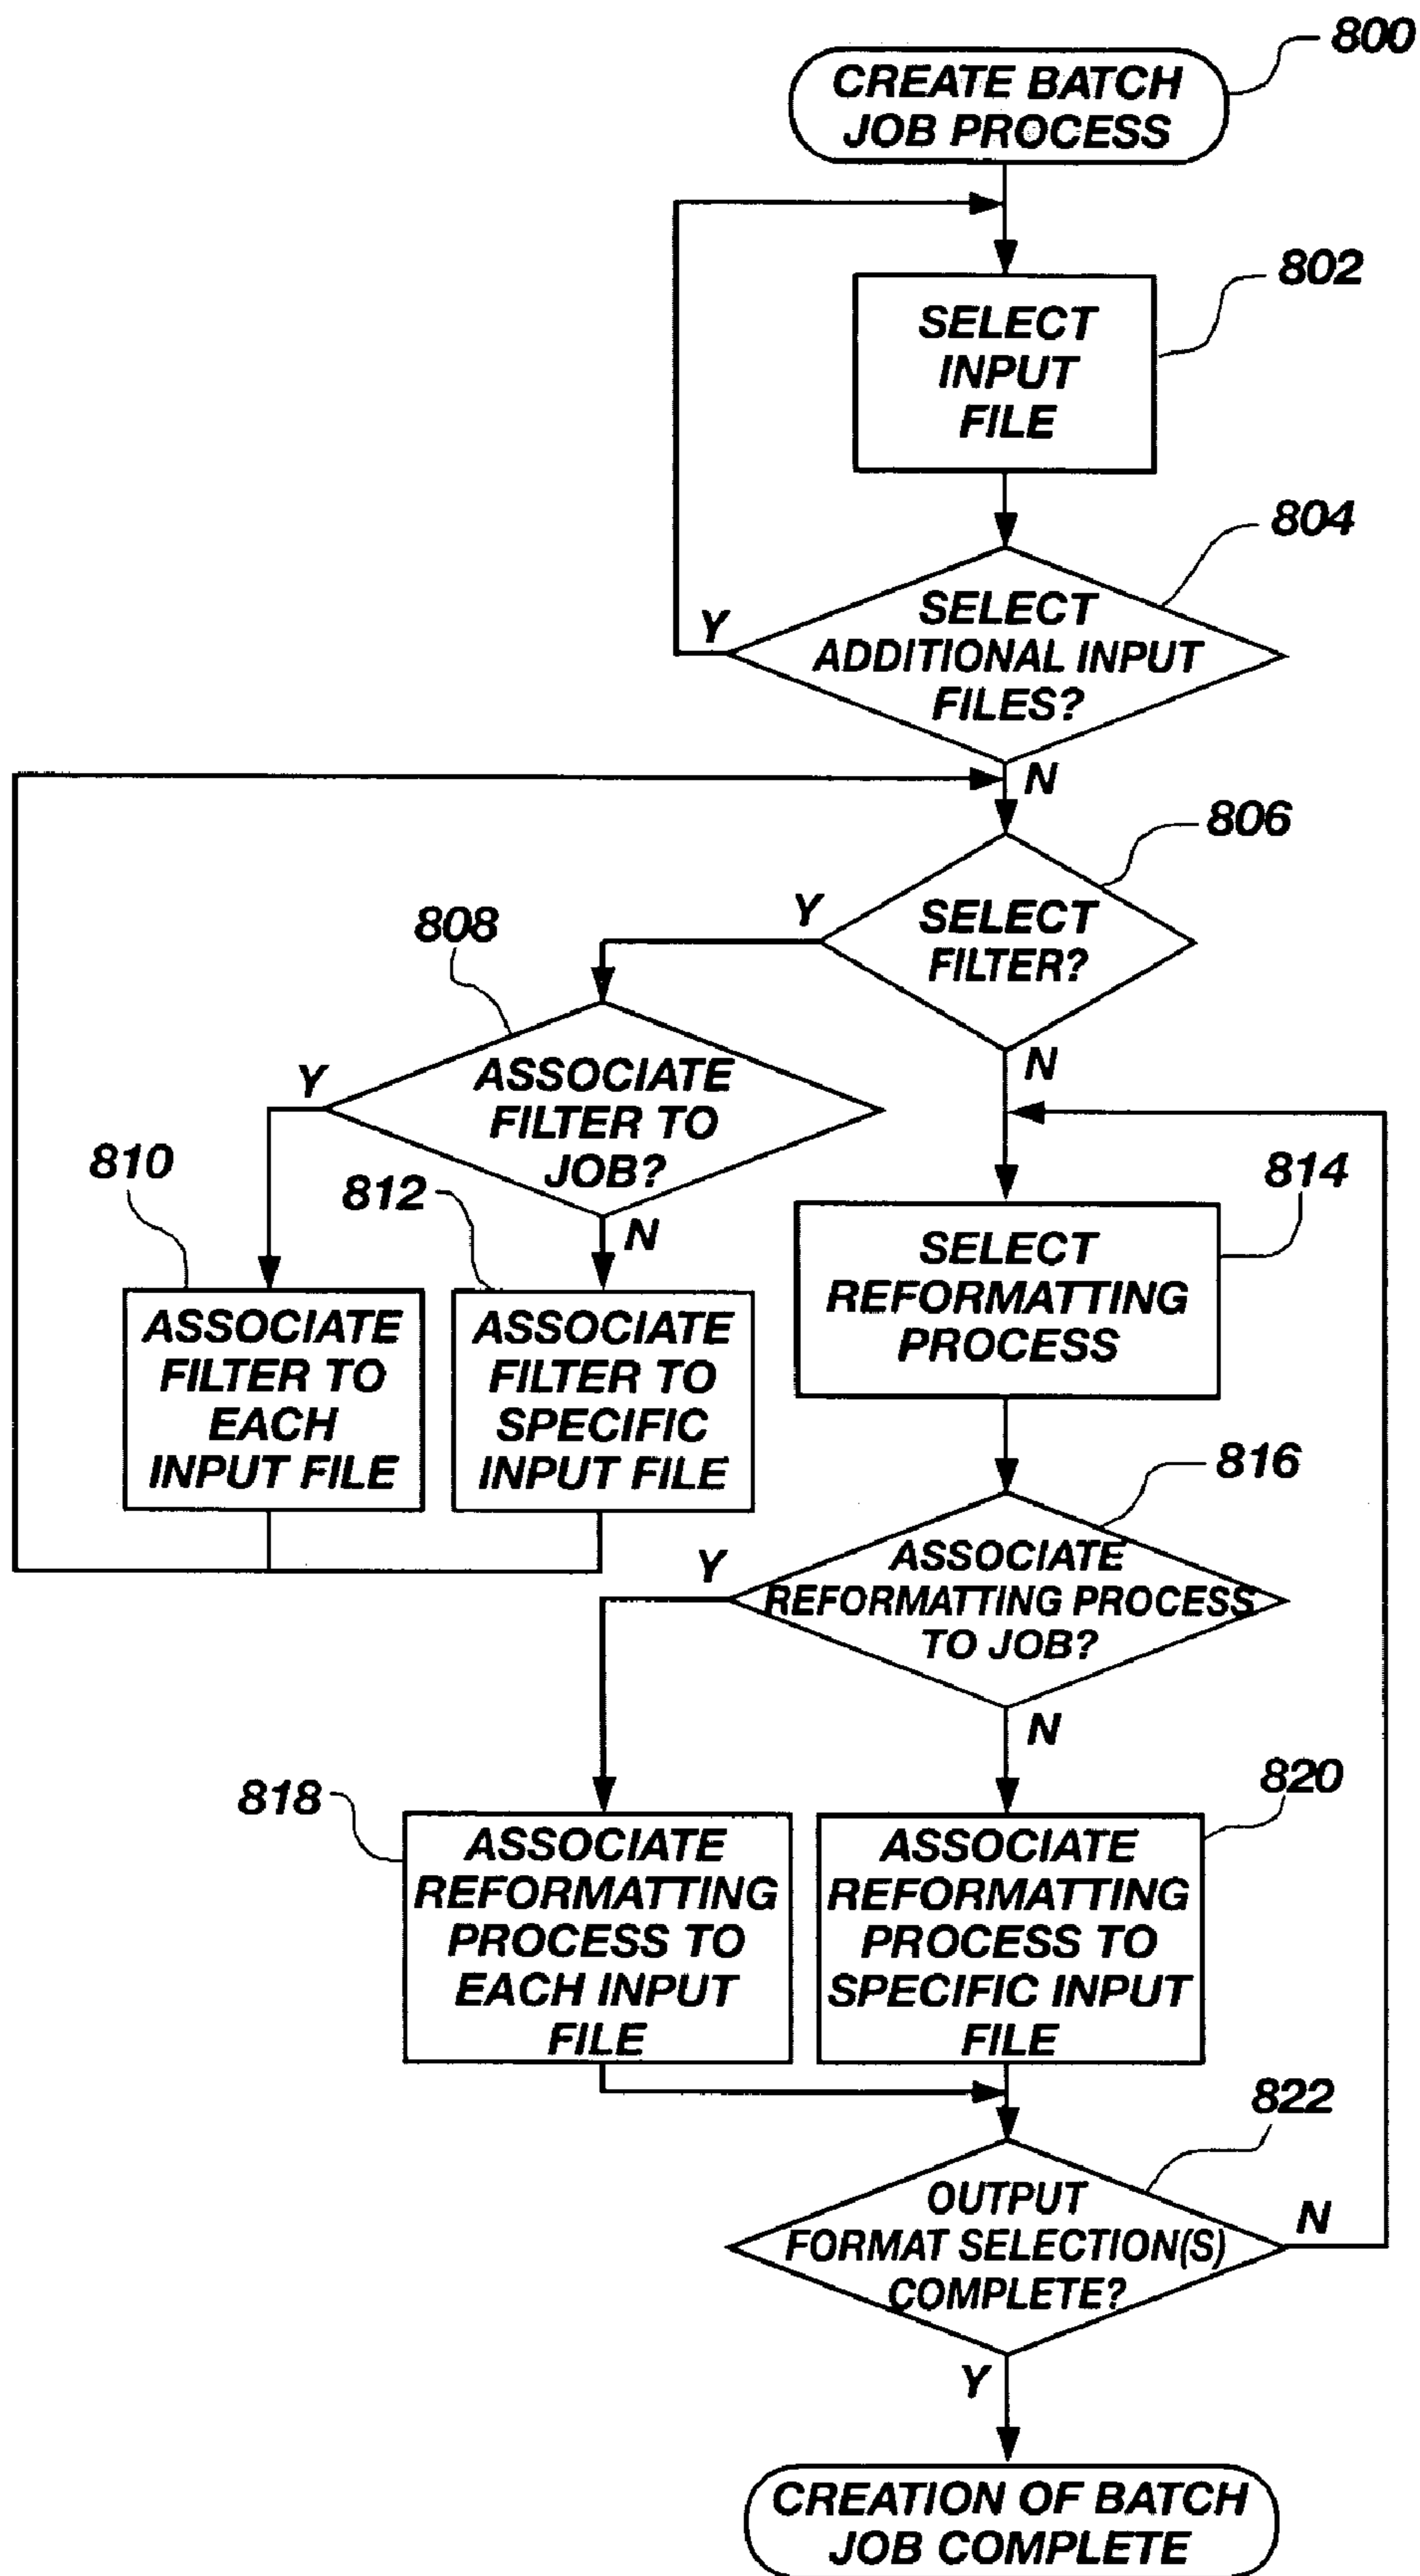 800
CREATE BATCH
JOB PROCESS
802
SELECT
INPUT
FILE
804
SELECT
ADDITIONAL INPUT
FILES?
Y
N
806
SELECT
FILTER?
Y
N
808
ASSOCIATE
FILTER TO
JOB?
Y
N
810
ASSOCIATE
FILTER TO
EACH
INPUT FILE
812
ASSOCIATE
FILTER TO
SPECIFIC
INPUT FILE
814
SELECT
REFORMATTING
PROCESS
816
ASSOCIATE
REFORMATTING PROCESS
TO JOB?
Y
N
818
ASSOCIATE
REFORMATTING
PROCESS TO
EACH INPUT
FILE
820
ASSOCIATE
REFORMATTING
PROCESS TO
SPECIFIC INPUT
FILE
822
OUTPUT
FORMAT SELECTION(S)
COMPLETE?
N
Y
CREATION OF BATCH
JOB COMPLETE